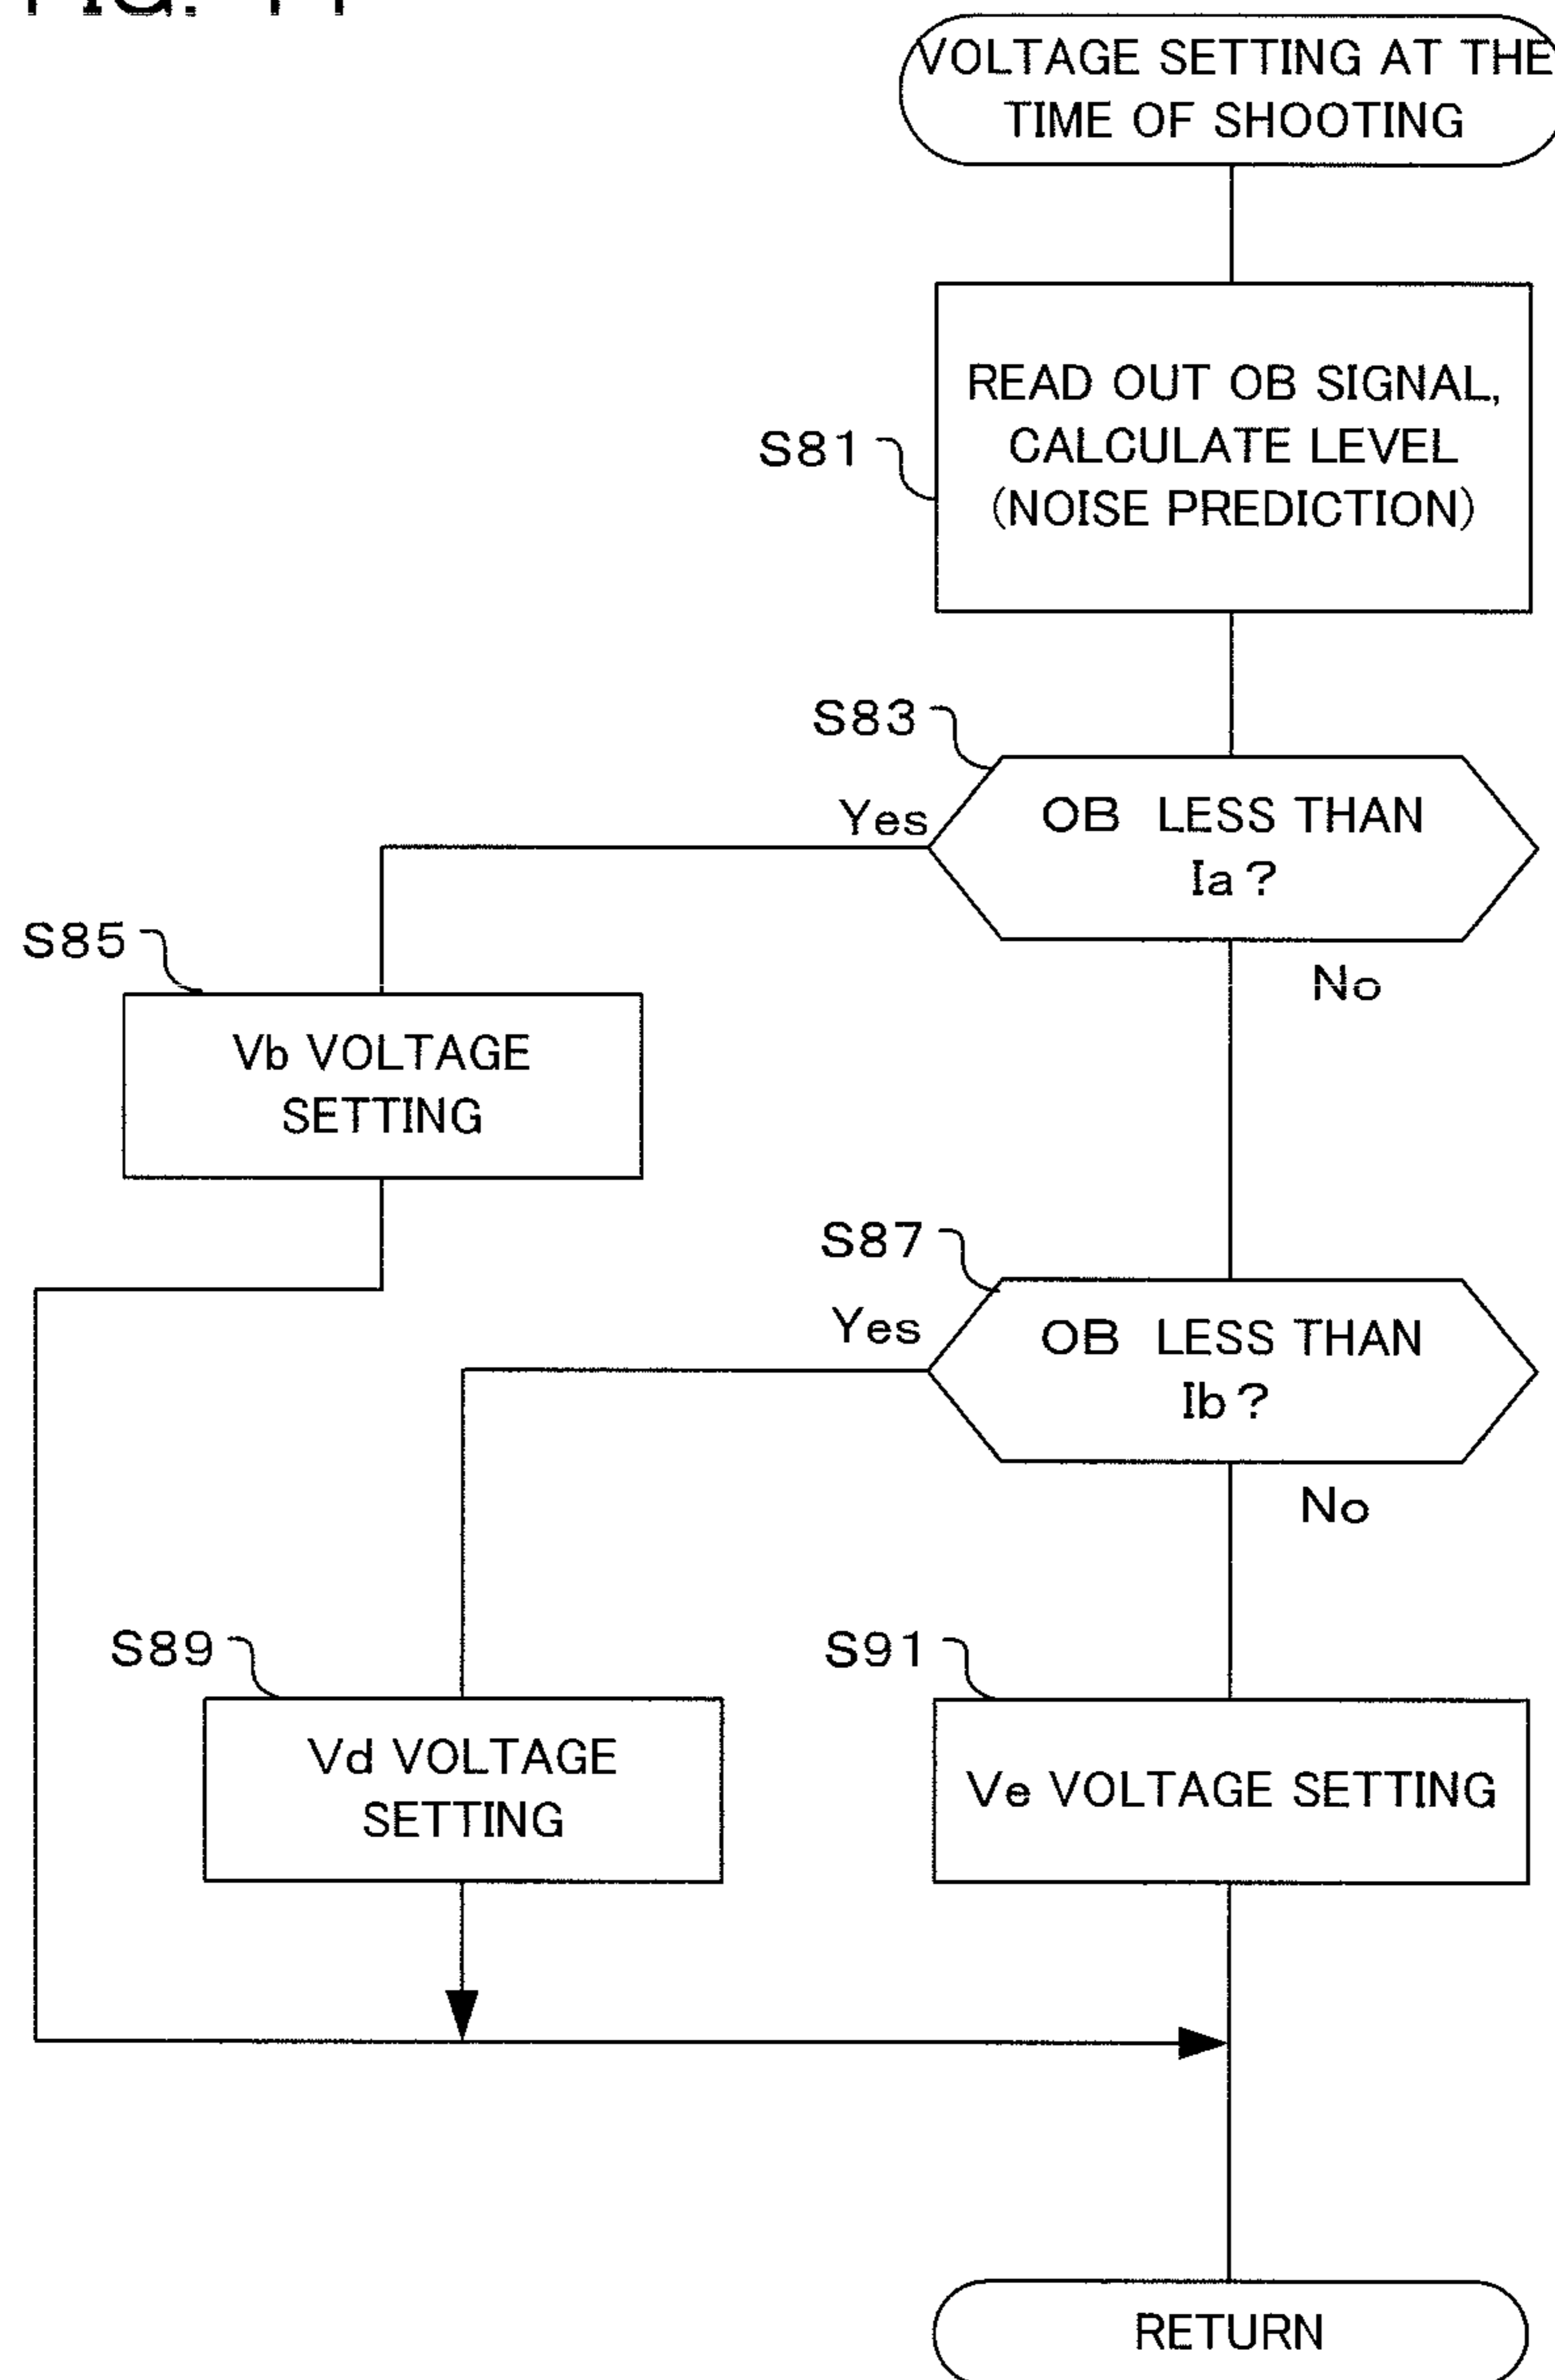 VOLTAGE SETTING AT THE
TIME OF SHOOTING
READ OUT OB SIGNAL,
CALCULATE LEVEL
(NOISE PREDICTION)
S81
S83
Yes
OB LESS THAN
Ia?
No
S85
Vb VOLTAGE
SETTING
S87
Yes
OB LESS THAN
Ib?
No
S89
Vd VOLTAGE
SETTING
S91
Ve VOLTAGE SETTING
RETURN